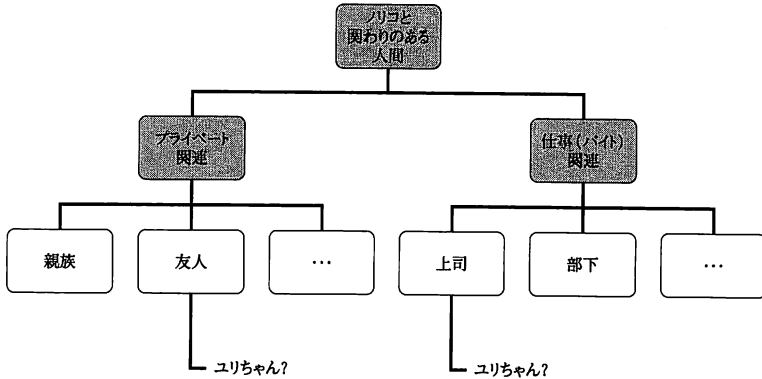 ノリコと
関わりのある
人間
プライベート
関連
仕事(バイト)
関連
親族
友人
…
上司
部下
…
ユリちゃん?
ユリちゃん?